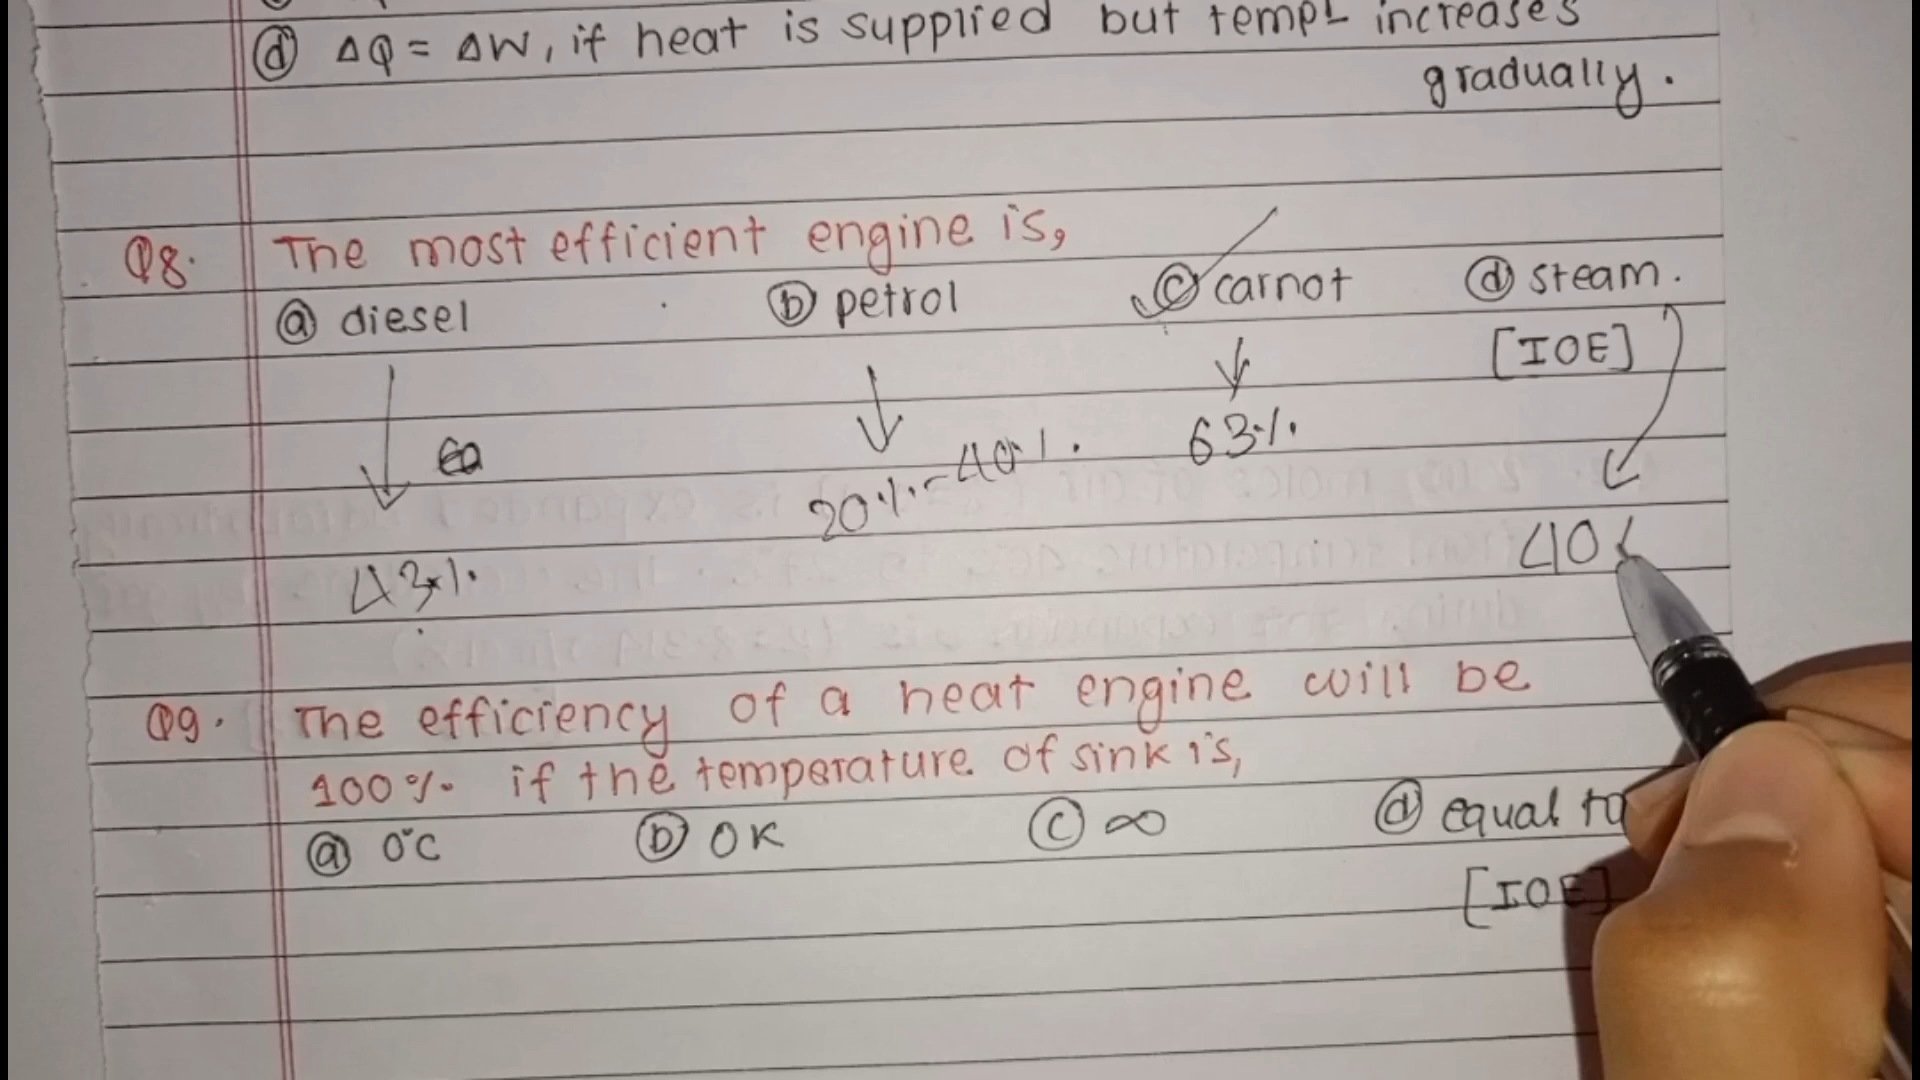 ⓓ ΔQ = ΔW, if heat is supplied but temp↓ increases
gradually.
Q8. The most efficient engine is,
ⓐ diesel ⓑ petrol ⓒ carnot ⓓ steam.
[IOE]
43% 20%-40% 63% 40
Q9. The efficiency of a heat engine will be
100% if the temperature of sink is,
ⓐ 0°C ⓑ 0K ⓒ ∞ ⓓ equal to
[IOE]